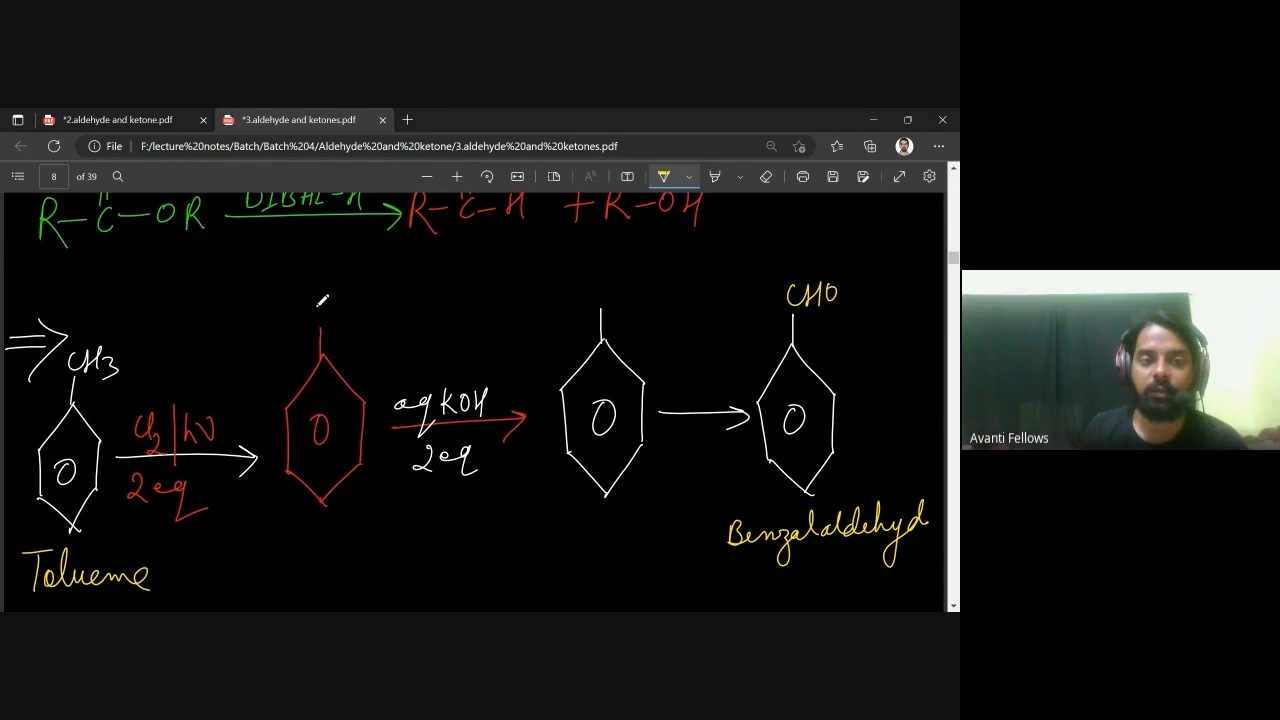 *2.aldehyde and ketone.pdf
*3.aldehyde and ketones.pdf
File F:/lecture%20notes/Batch/Batch%204/Aldehyde%20and%20ketone/3.aldehyde%20and%20ketones.pdf
8 of 39
R-C-OR DIBAL-H R-C-H + R-OH
CHO
CH3
Cl2/hν
2eq
aq KOH
2eq
Benzalaldehyd
Toluene
Avanti Fellows